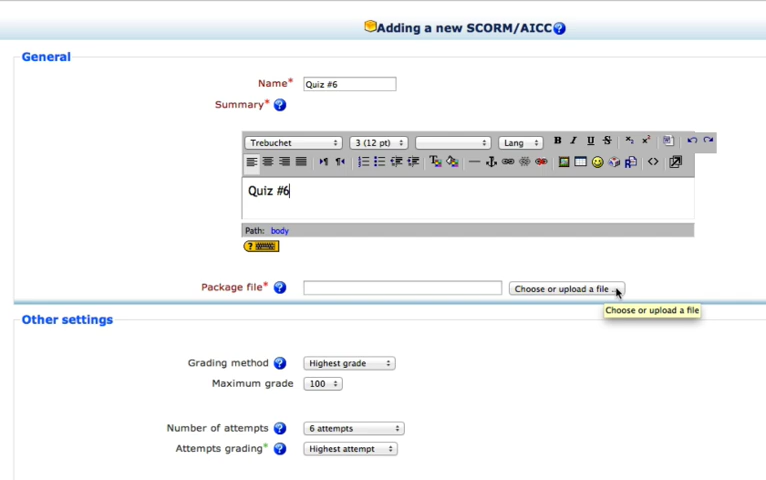 Adding a new SCORM/AICC
General
Name* Quiz #6
Summary*
Trebuchet 3 (12 pt) Lang B I U S
Quiz #6
Path: body
Package file* Choose or upload a file ...
Choose or upload a file
Other settings
Grading method Highest grade
Maximum grade 100
Number of attempts 6 attempts
Attempts grading* Highest attempt